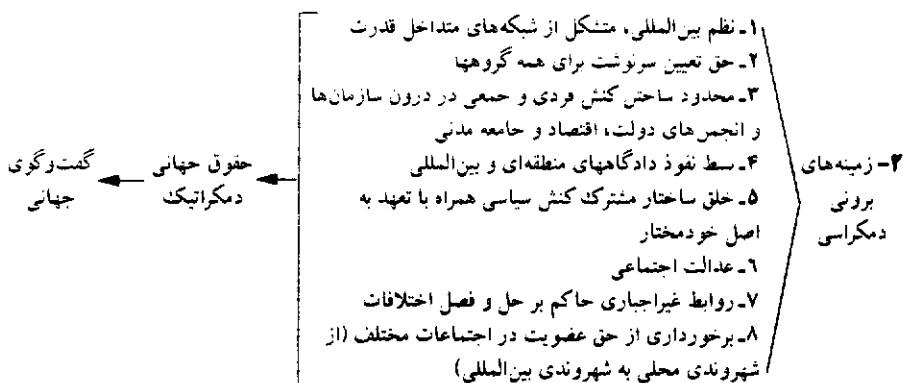 ۱ـ نظم بین‌المللی، متشکل از شبکه‌های متداخل قدرت
۲ـ حق تعیین سرنوشت برای همه گروهها
۳ـ محدود ساختن کنش فردی و جمعی در درون سازمان‌ها
و انجمن‌های دولت، اقتصاد و جامعه مدنی
۴ـ بسط نفوذ دادگاههای منطقه‌ای و بین‌المللی
۵ـ خلق ساختار مشترک کنش سیاسی همراه با تعهد به
اصل خودمختار
۶ـ عدالت اجتماعی
۷ـ روابط غیراجباری حاکم بر حل و فصل اختلافات
۸ـ برخورداری از حق عضویت در اجتماعات مختلف (از
شهروندی محلی به شهروندی بین‌المللی)
۲- زمینه‌های
برونی
دمکراسی
حقوق جهانی
دمکراتیک
گفت‌وگوی
جهانی